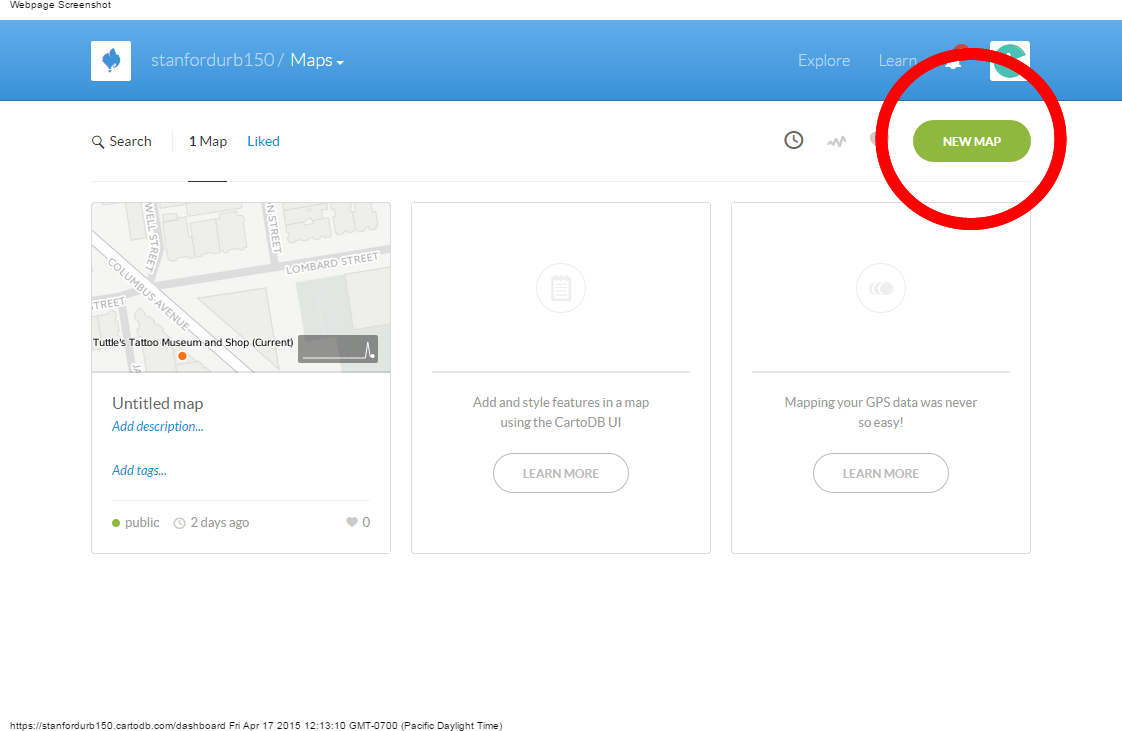 Webpage Screenshot
stanfordurb150 / Maps
Explore
Learn
Search
1 Map
Liked
NEW MAP
WELL STREET
N STREET
LOMBARD STREET
COLUMBUS AVENUE
STREET
JA
Tuttle's Tattoo Museum and Shop (Current)
Untitled map
Add description...
Add tags...
public
2 days ago
0
Add and style features in a map
using the CartoDB UI
LEARN MORE
Mapping your GPS data was never
so easy!
LEARN MORE
https://stanfordurb150.cartodb.com/dashboard Fri Apr 17 2015 12:13:10 GMT-0700 (Pacific Daylight Time)